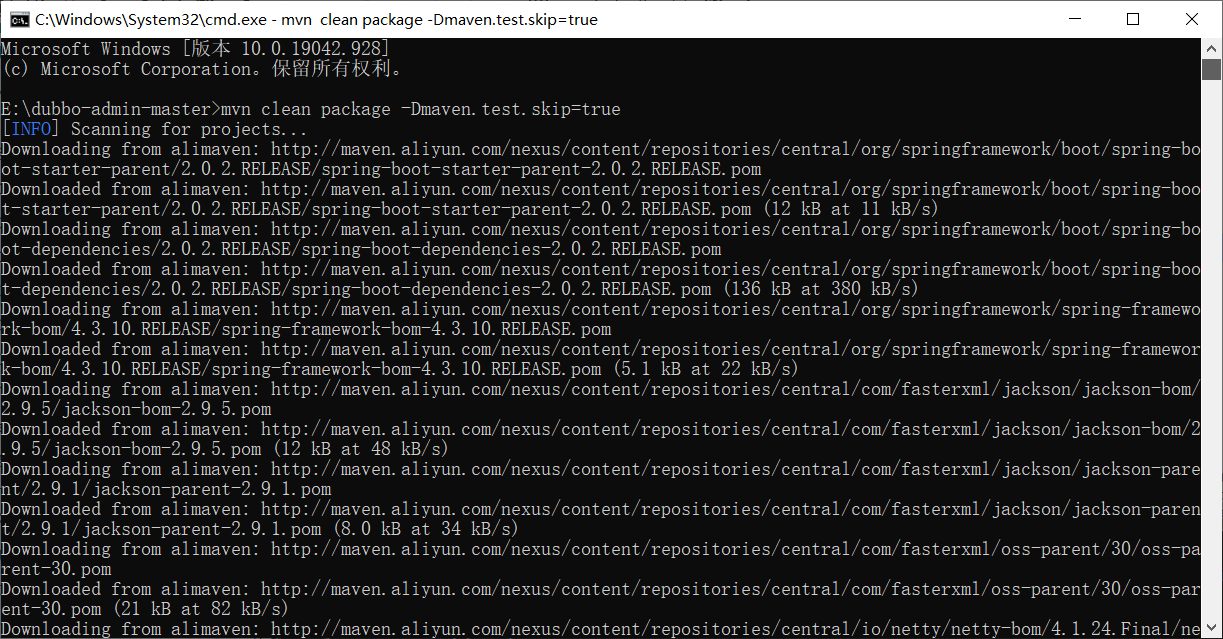 C:\Windows\System32\cmd.exe - mvn  clean package -Dmaven.test.skip=true
Microsoft Windows [版本 10.0.19042.928]
(c) Microsoft Corporation。保留所有权利。
E:\dubbo-admin-master>mvn clean package -Dmaven.test.skip=true
[INFO] Scanning for projects...
Downloading from alimaven: http://maven.aliyun.com/nexus/content/repositories/central/org/springframework/boot/spring-bo
ot-starter-parent/2.0.2.RELEASE/spring-boot-starter-parent-2.0.2.RELEASE.pom
Downloaded from alimaven: http://maven.aliyun.com/nexus/content/repositories/central/org/springframework/boot/spring-boo
t-starter-parent/2.0.2.RELEASE/spring-boot-starter-parent-2.0.2.RELEASE.pom (12 kB at 11 kB/s)
Downloading from alimaven: http://maven.aliyun.com/nexus/content/repositories/central/org/springframework/boot/spring-bo
ot-dependencies/2.0.2.RELEASE/spring-boot-dependencies-2.0.2.RELEASE.pom
Downloaded from alimaven: http://maven.aliyun.com/nexus/content/repositories/central/org/springframework/boot/spring-boo
t-dependencies/2.0.2.RELEASE/spring-boot-dependencies-2.0.2.RELEASE.pom (136 kB at 380 kB/s)
Downloading from alimaven: http://maven.aliyun.com/nexus/content/repositories/central/org/springframework/spring-framewo
rk-bom/4.3.10.RELEASE/spring-framework-bom-4.3.10.RELEASE.pom
Downloaded from alimaven: http://maven.aliyun.com/nexus/content/repositories/central/org/springframework/spring-framewor
k-bom/4.3.10.RELEASE/spring-framework-bom-4.3.10.RELEASE.pom (5.1 kB at 22 kB/s)
Downloading from alimaven: http://maven.aliyun.com/nexus/content/repositories/central/com/fasterxml/jackson/jackson-bom/
2.9.5/jackson-bom-2.9.5.pom
Downloaded from alimaven: http://maven.aliyun.com/nexus/content/repositories/central/com/fasterxml/jackson/jackson-bom/2
.9.5/jackson-bom-2.9.5.pom (12 kB at 48 kB/s)
Downloading from alimaven: http://maven.aliyun.com/nexus/content/repositories/central/com/fasterxml/jackson/jackson-pare
nt/2.9.1/jackson-parent-2.9.1.pom
Downloaded from alimaven: http://maven.aliyun.com/nexus/content/repositories/central/com/fasterxml/jackson/jackson-paren
t/2.9.1/jackson-parent-2.9.1.pom (8.0 kB at 34 kB/s)
Downloading from alimaven: http://maven.aliyun.com/nexus/content/repositories/central/com/fasterxml/oss-parent/30/oss-pa
rent-30.pom
Downloaded from alimaven: http://maven.aliyun.com/nexus/content/repositories/central/com/fasterxml/oss-parent/30/oss-par
ent-30.pom (21 kB at 82 kB/s)
Downloading from alimaven: http://maven.aliyun.com/nexus/content/repositories/central/io/netty/netty-bom/4.1.24.Final/ne